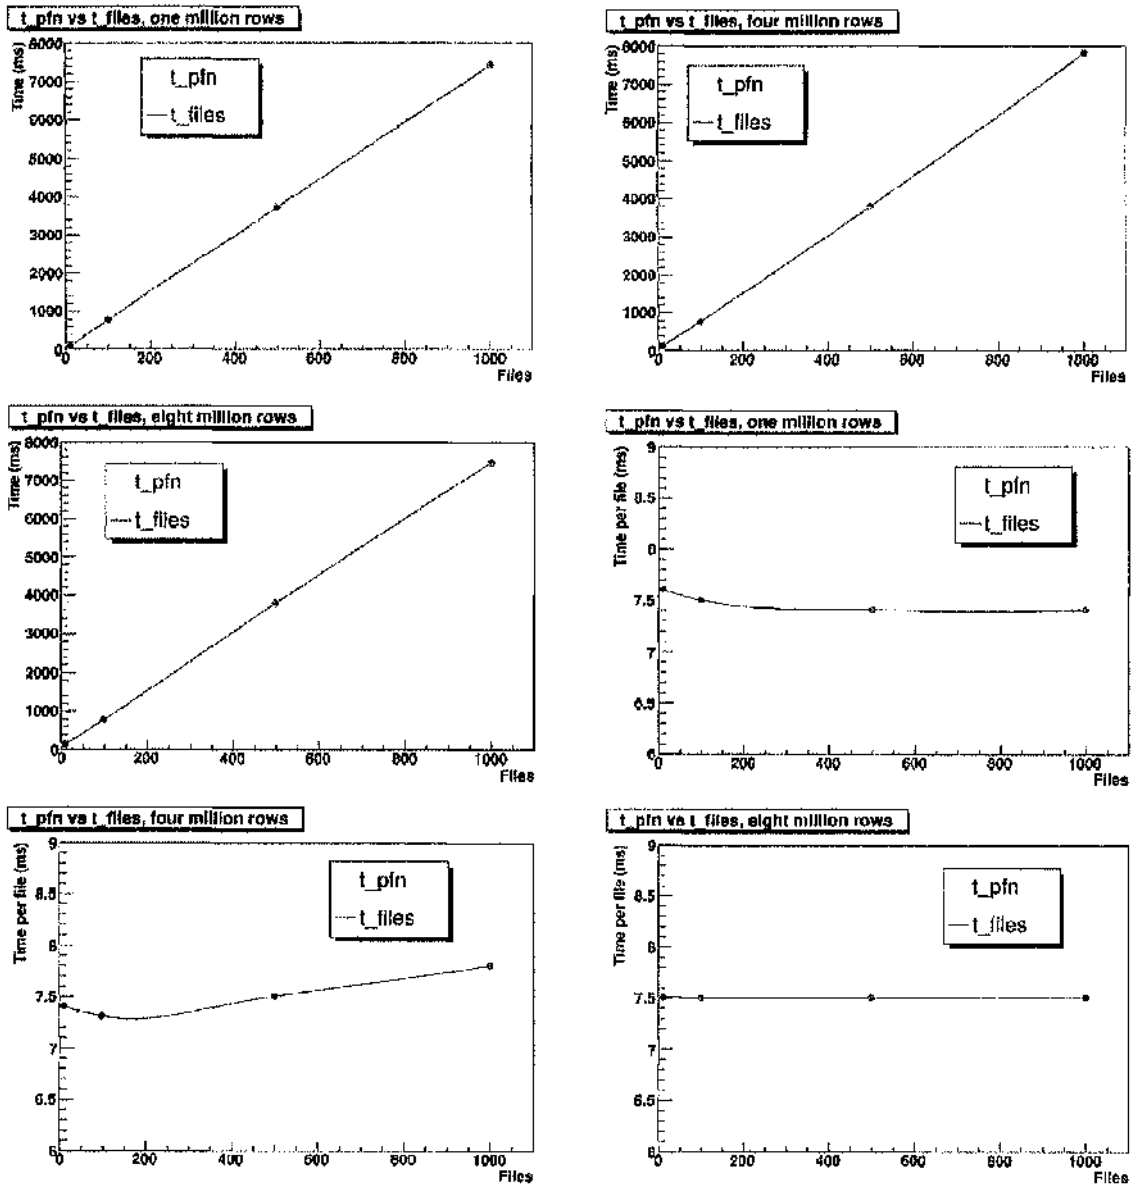 t_pfn vs t_files, one million rows
Time (ms)
8000
7000
6000
5000
4000
3000
2000
1000
0
t_pfn
t_files
0 200 400 600 800 1000
Files
t_pfn vs t_files, four million rows
Time (ms)
8000
7000
6000
5000
4000
3000
2000
1000
0
t_pfn
t_files
0 200 400 600 800 1000
Files
t_pfn vs t_files, eight million rows
Time (ms)
8000
7000
6000
5000
4000
3000
2000
1000
0
t_pfn
t_files
0 200 400 600 800 1000
Files
t_pfn vs t_files, one million rows
Time per file (ms)
9
8.5
8
7.5
7
6.5
6
t_pfn
t_files
0 200 400 600 800 1000
Files
t_pfn vs t_files, four million rows
Time per file (ms)
9
8.5
8
7.5
7
6.5
6
t_pfn
t_files
0 200 400 600 800 1000
Files
t_pfn vs t_files, eight million rows
Time per file (ms)
9
8.5
8
7.5
7
6.5
6
t_pfn
t_files
0 200 400 600 800 1000
Files